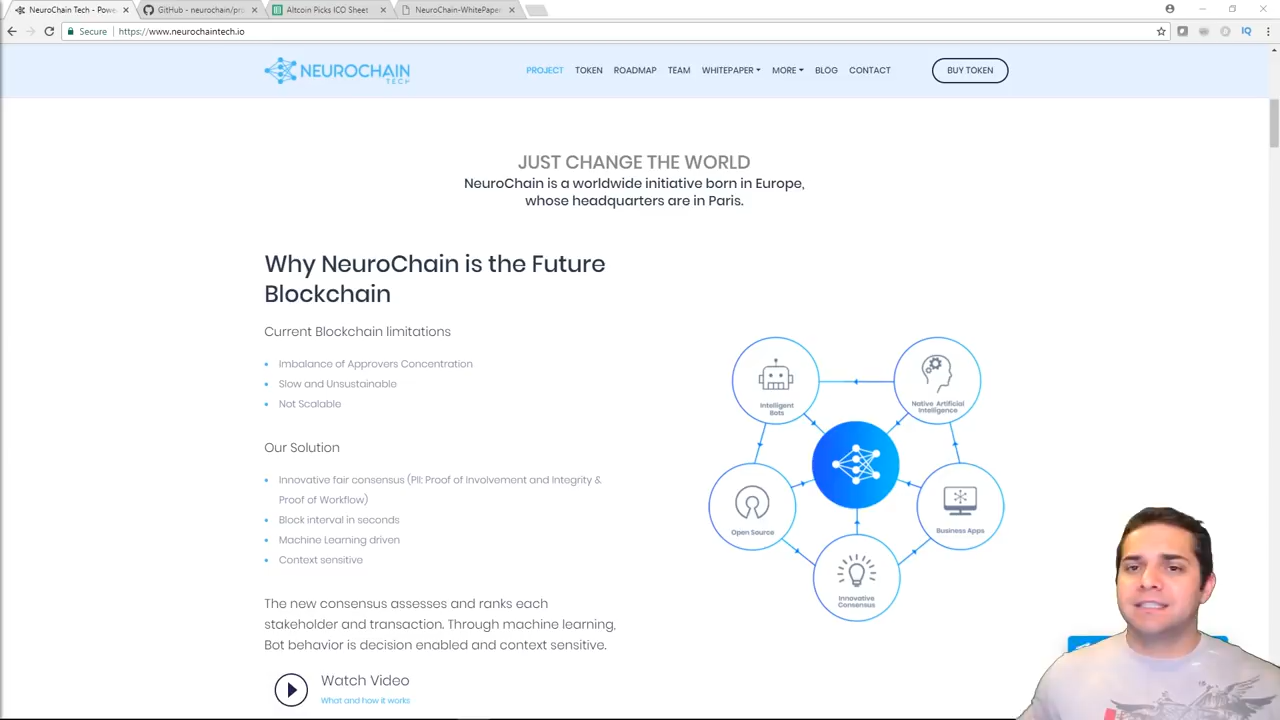 NeuroChain Tech - Powe
GitHub - neurochain/pro
Altcoin Picks ICO Sheet
NeuroChain-WhitePaper
Secure
https://www.neurochaintech.io
IQ
NEUROCHAIN
TECH
PROJECT
TOKEN
ROADMAP
TEAM
WHITEPAPER
MORE
BLOG
CONTACT
BUY TOKEN
JUST CHANGE THE WORLD
NeuroChain is a worldwide initiative born in Europe,
whose headquarters are in Paris.
Why NeuroChain is the Future
Blockchain
Current Blockchain limitations
Imbalance of Approvers Concentration
Slow and Unsustainable
Not Scalable
Our Solution
Innovative fair consensus (PII: Proof of Involvement and Integrity &
Proof of Workflow)
Block interval in seconds
Machine Learning driven
Context sensitive
The new consensus assesses and ranks each
stakeholder and transaction. Through machine learning,
Bot behavior is decision enabled and context sensitive.
Watch Video
What and how it works
Intelligent
Bots
Native Artificial
Intelligence
Open Source
Business Apps
Innovative
Consensus